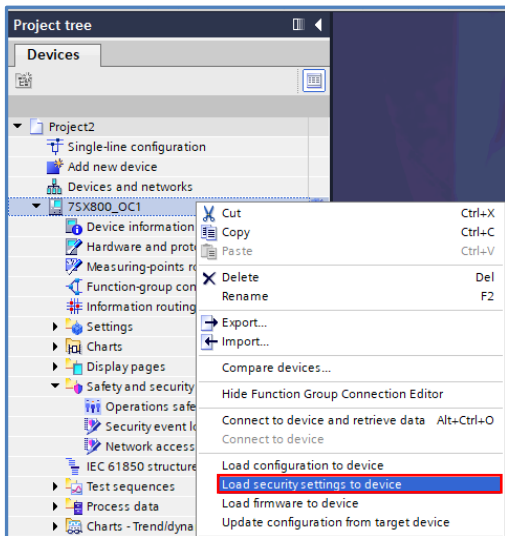 Project tree
Devices
Project2
Single-line configuration
Add new device
Devices and networks
7SX800_OC1
Device information
Hardware and prot
Measuring-points ro
Function-group con
Information routing
Settings
Charts
Display pages
Safety and security
Operations safe
Security event lo
Network access
IEC 61850 structure
Test sequences
Process data
Charts - Trend/dyna
Cut Ctrl+X
Copy Ctrl+C
Paste Ctrl+V
Delete Del
Rename F2
Export...
Import...
Compare devices...
Hide Function Group Connection Editor
Connect to device and retrieve data Alt+Ctrl+O
Connect to device
Load configuration to device
Load security settings to device
Load firmware to device
Update configuration from target device